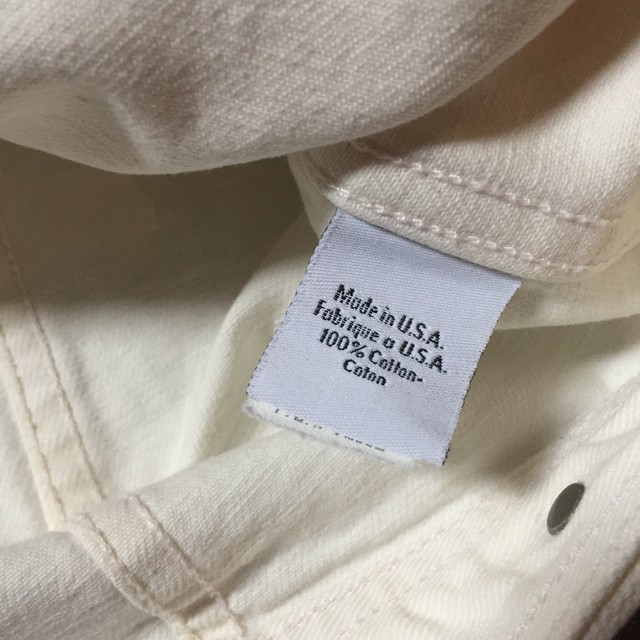 Made in U.S.A.
Fabrique a U.S.A.
100% Cotton-
Coton